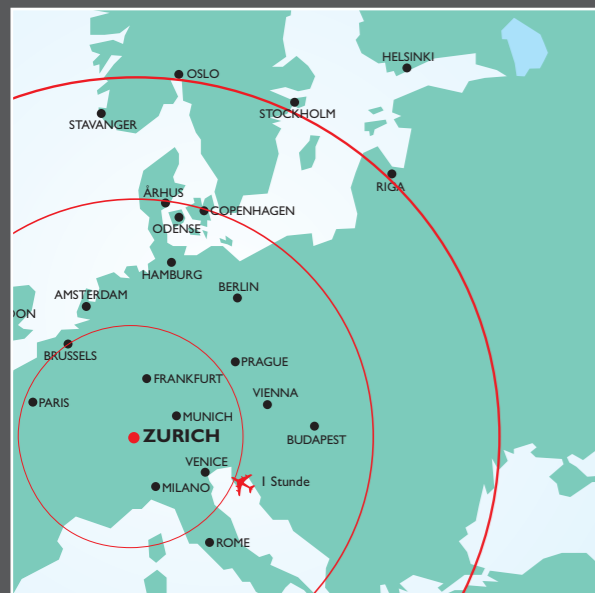 HELSINKI
OSLO
STOCKHOLM
STAVANGER
RIGA
ÅRHUS
COPENHAGEN
ODENSE
HAMBURG
BERLIN
AMSTERDAM
DON
BRUSSELS
PRAGUE
FRANKFURT
VIENNA
PARIS
MUNICH
ZURICH
BUDAPEST
VENICE
1 Stunde
MILANO
ROME